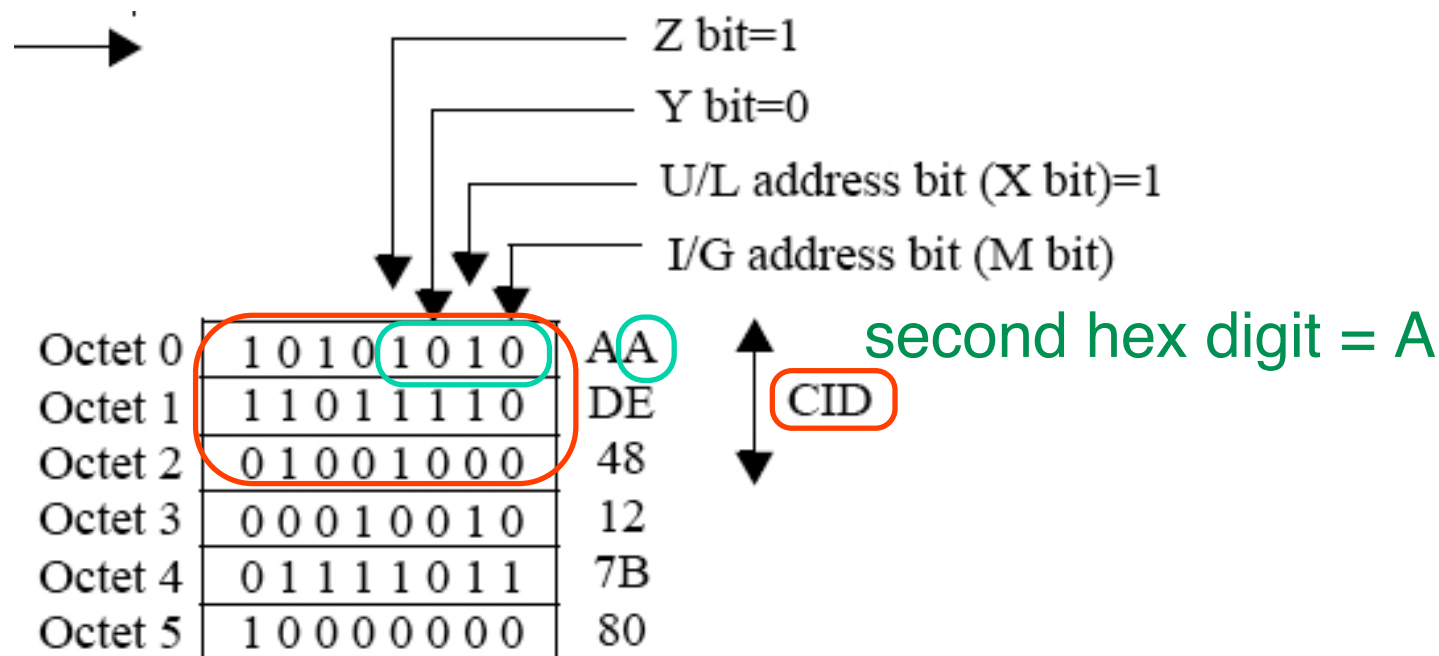 Z bit=1
Y bit=0
U/L address bit (X bit)=1
I/G address bit (M bit)
second hex digit = A
Octet 0 1 0 1 0 1 0 1 0 AA
Octet 1 1 1 0 1 1 1 1 0 DE CID
Octet 2 0 1 0 0 1 0 0 0 48
Octet 3 0 0 0 1 0 0 1 0 12
Octet 4 0 1 1 1 1 0 1 1 7B
Octet 5 1 0 0 0 0 0 0 0 80